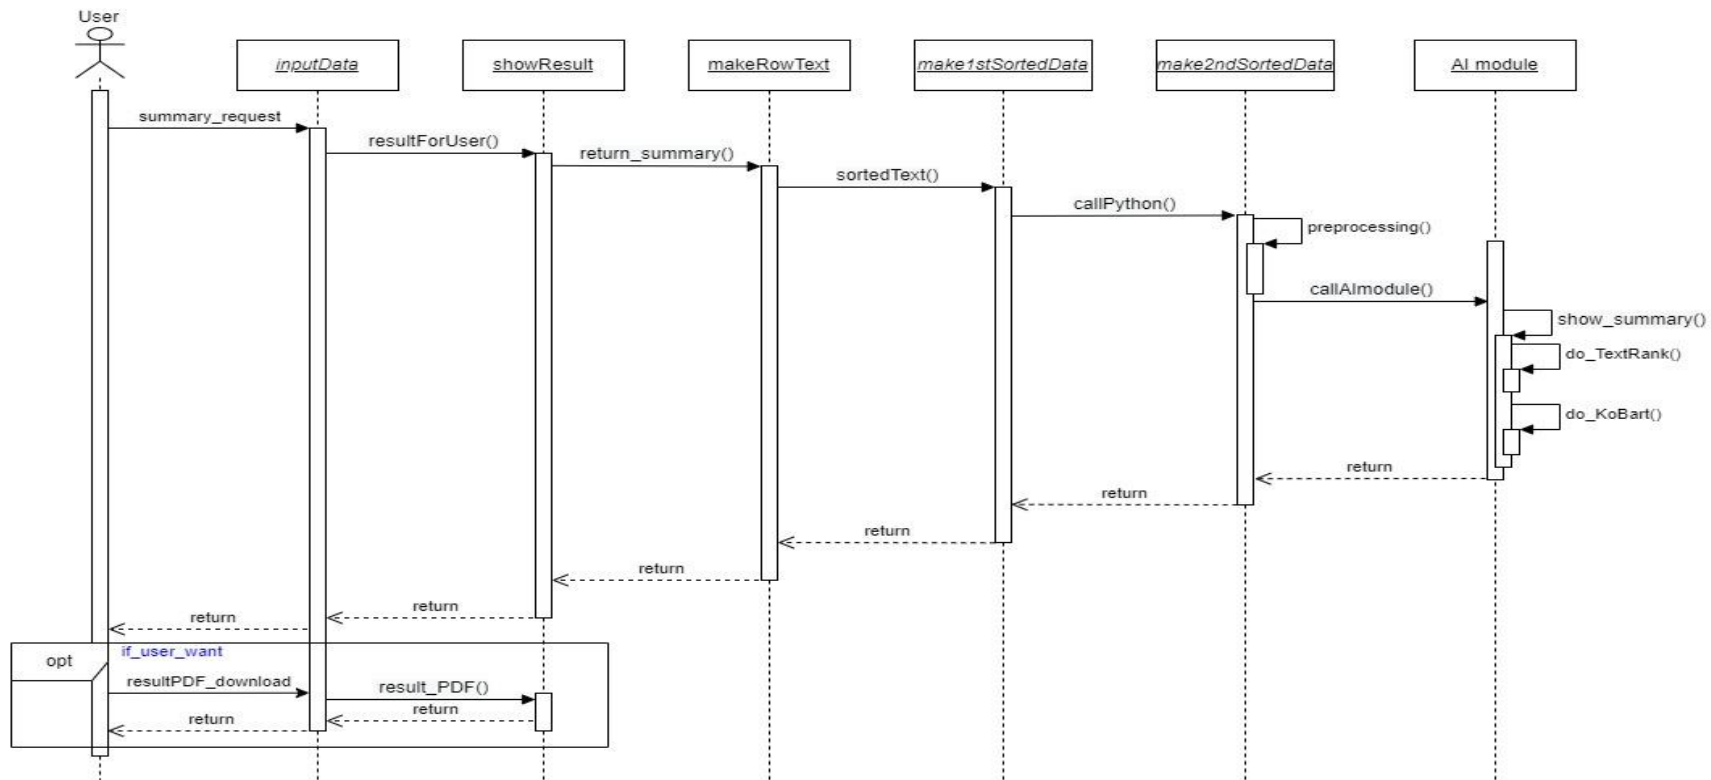 User
inputData
showResult
makeRowText
make1stSortedData
make2ndSortedData
AI module
summary_request
resultForUser()
return_summary()
sortedText()
callPython()
preprocessing()
callAImodule()
show_summary()
do_TextRank()
do_KoBart()
return
return
return
return
return
return
opt
if_user_want
resultPDF_download
result_PDF()
return
return